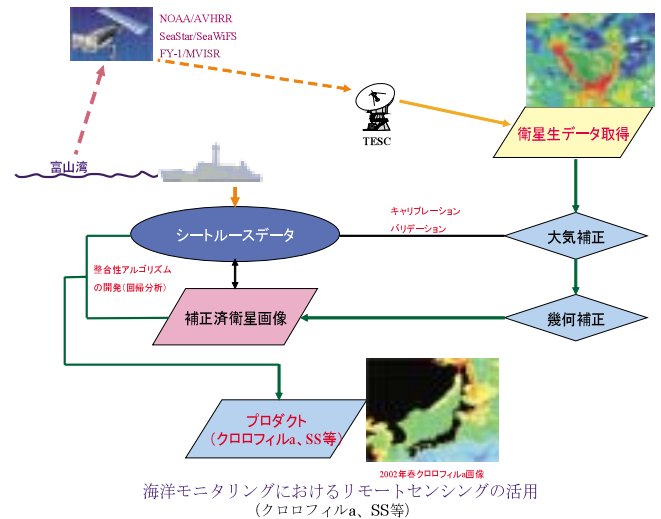 NOAA/AVHRR
SeaStar/SeaWiFS
FY-1/MVISR
TESC
衛星生データ取得
富山湾
キャリブレーション
バリデーション
シートルースデータ
大気補正
整合性アルゴリズム
の開発(回帰分析)
補正済衛星画像
幾何補正
プロダクト
(クロロフィルa、SS等)
2002年春クロロフィルa画像
海洋モニタリングにおけるリモートセンシングの活用
(クロロフィルa、SS等)